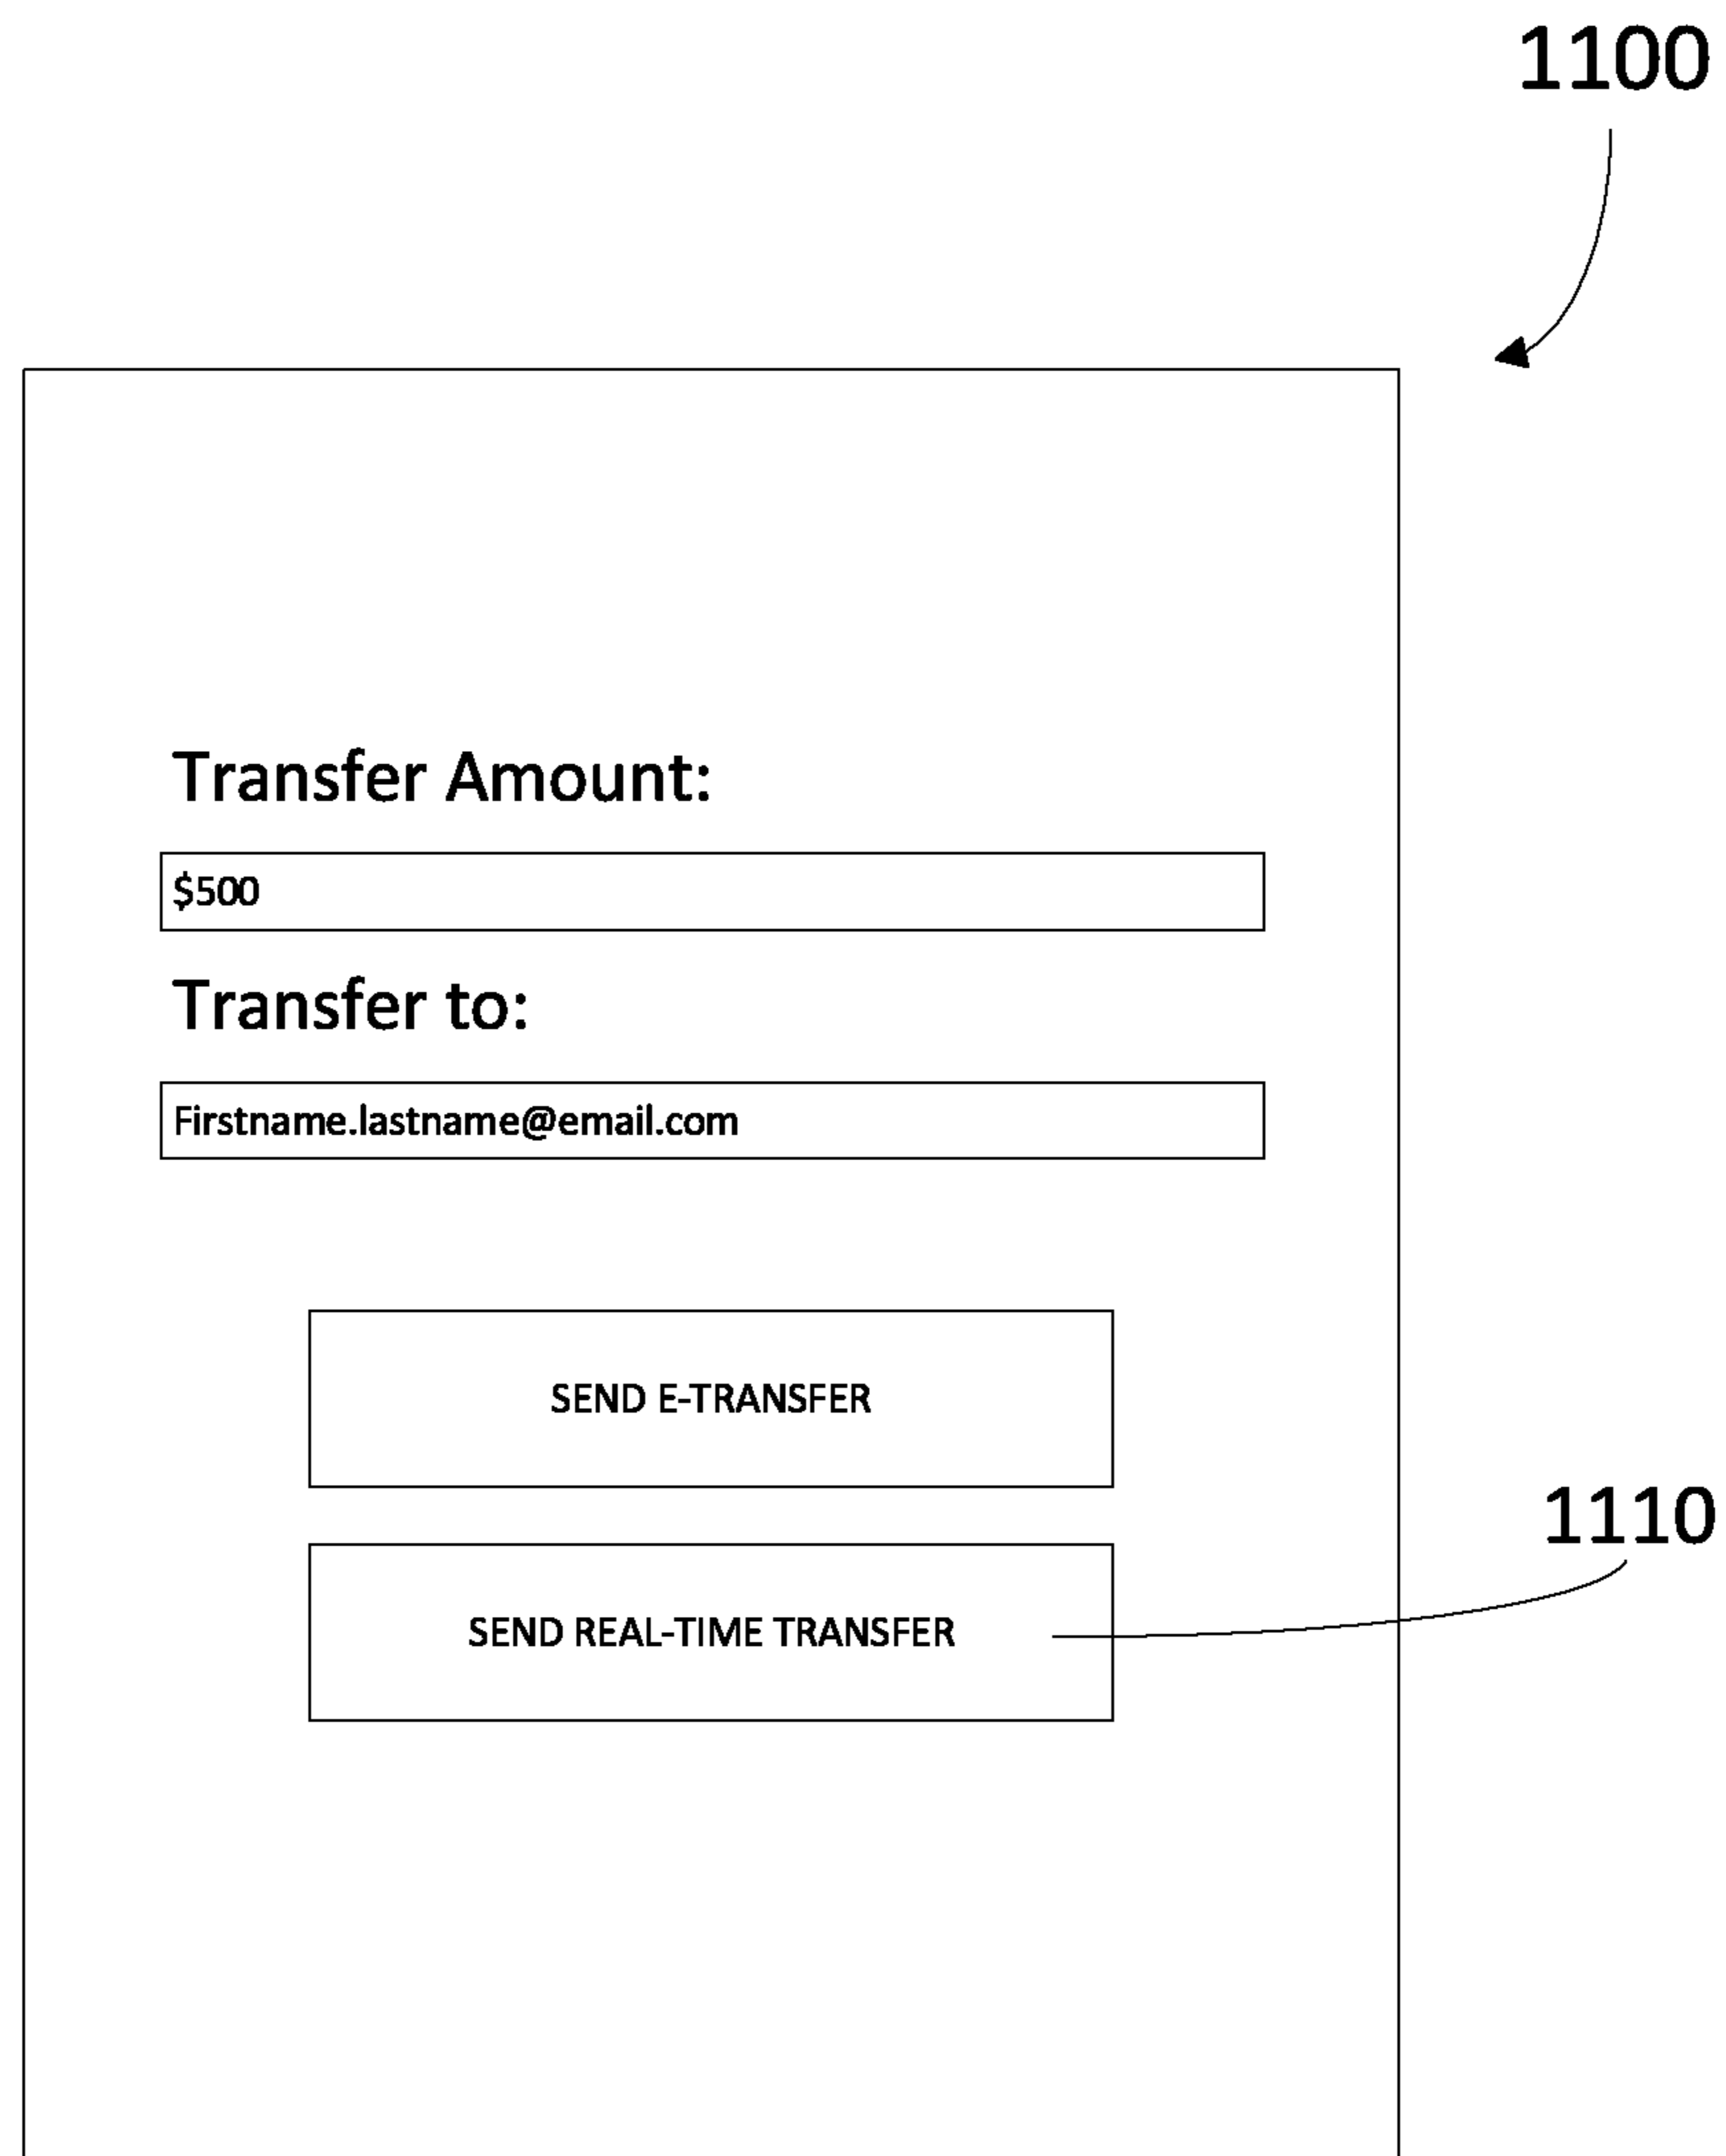 1100
Transfer Amount:
$500
Transfer to:
Firstname.lastname@email.com
SEND E-TRANSFER
1110
SEND REAL-TIME TRANSFER